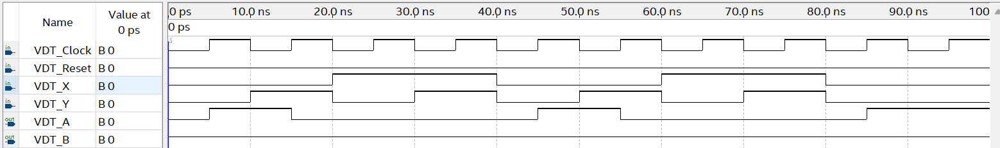 Name
Value at
0 ps
0 ps 10.0 ns 20.0 ns 30.0 ns 40.0 ns 50.0 ns 60.0 ns 70.0 ns 80.0 ns 90.0 ns 100
0 ps
in VDT_Clock B 0
in VDT_Reset B 0
in VDT_X B 0
in VDT_Y B 0
out VDT_A B 0
out VDT_B B 0